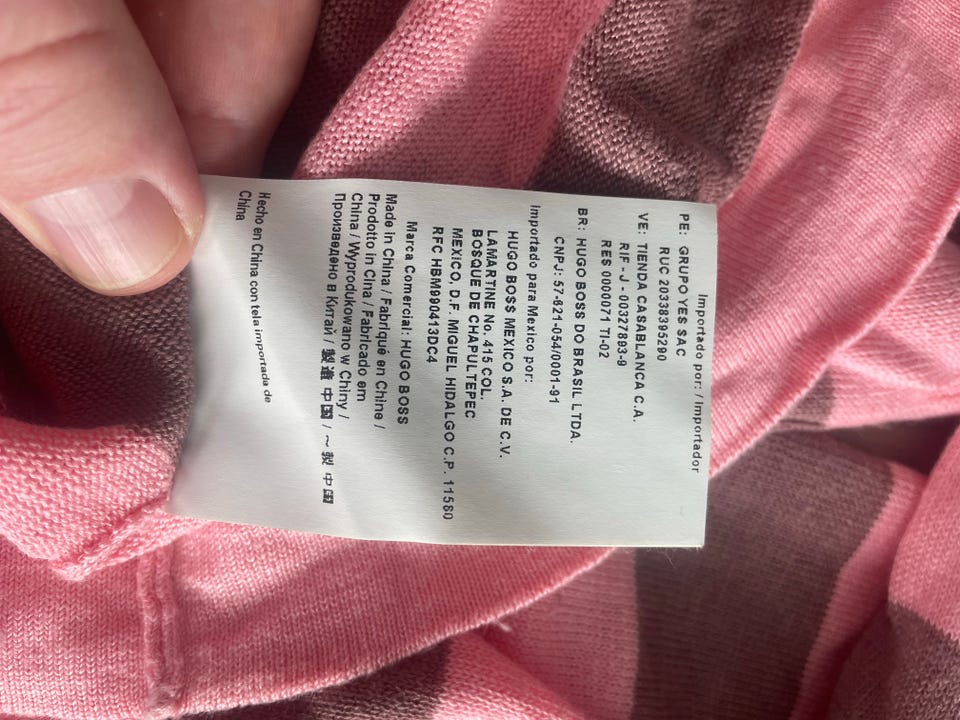 Importado por: / Importador
PE: GRUPO YES SAC
RUC 20338395290
VE: TIENDA CASABLANCA C.A.
RIF - J - 00327893-9
RES 0000071 TI-02
BR: HUGO BOSS DO BRASIL LTDA.
CNPJ: 57-821-054/0001-91
Importado para Mexico por:
HUGO BOSS MEXICO S.A. DE C.V.
LAMARTINE No. 415 COL.
BOSQUE DE CHAPULTEPEC
MEXICO, D.F. MIGUEL HIDALGO C.P. 11580
RFC HBM990413DC4
Marca Comercial: HUGO BOSS
Made in China / Fabriqué en Chine /
Prodotto in Cina / Fabricado em
China / Wyprodukowano w Chiny /
Произведено в Китай / 製造 中国 / ～製 中国
Hecho en China con tela importada de
China